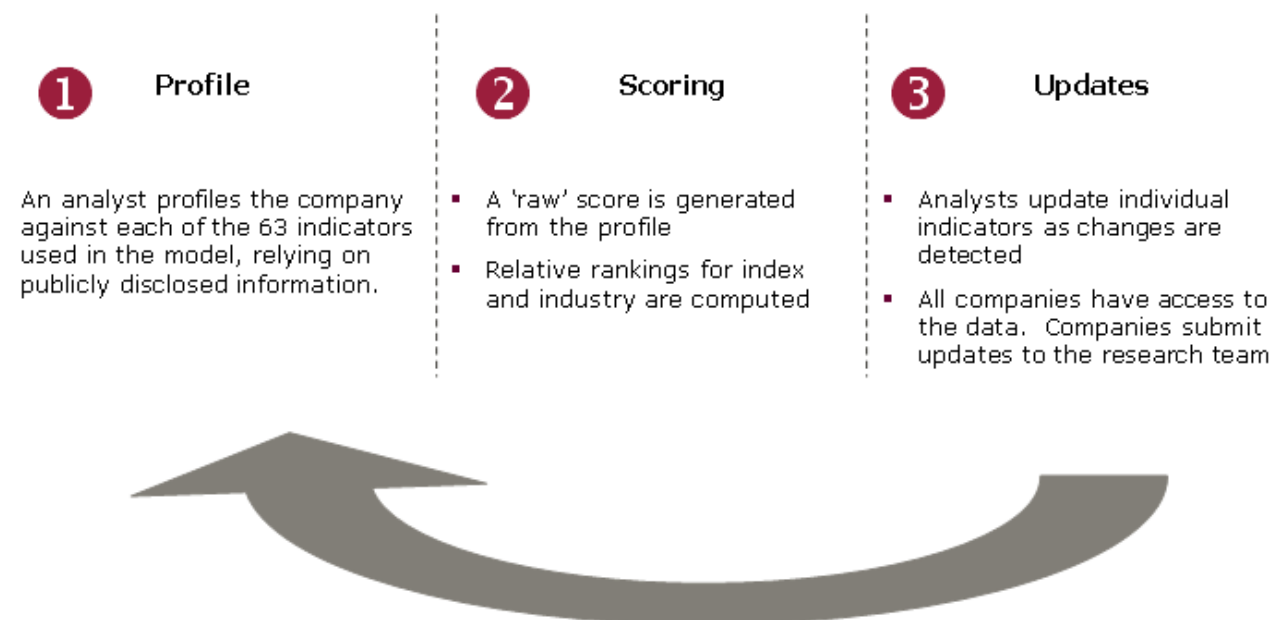 1 Profile
An analyst profiles the company
against each of the 63 indicators
used in the model, relying on
publicly disclosed information.
2 Scoring
▪ A 'raw' score is generated
from the profile
▪ Relative rankings for index
and industry are computed
3 Updates
▪ Analysts update individual
indicators as changes are
detected
▪ All companies have access to
the data.  Companies submit
updates to the research team